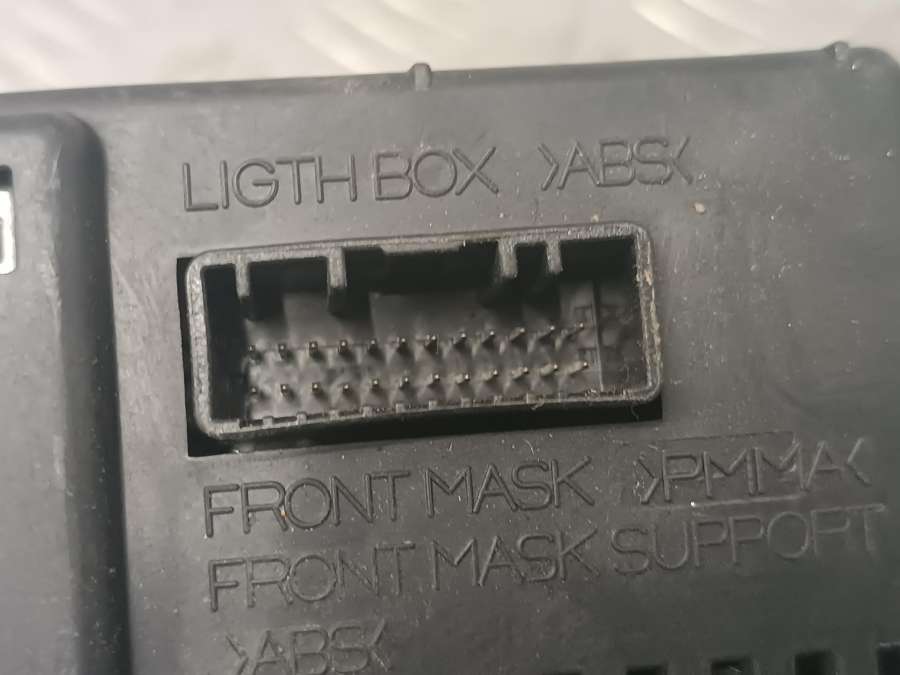 LIGTH BOX >ABS<
FRONT MASK >PMMA<
FRONT MASK SUPPORT
>ABS<